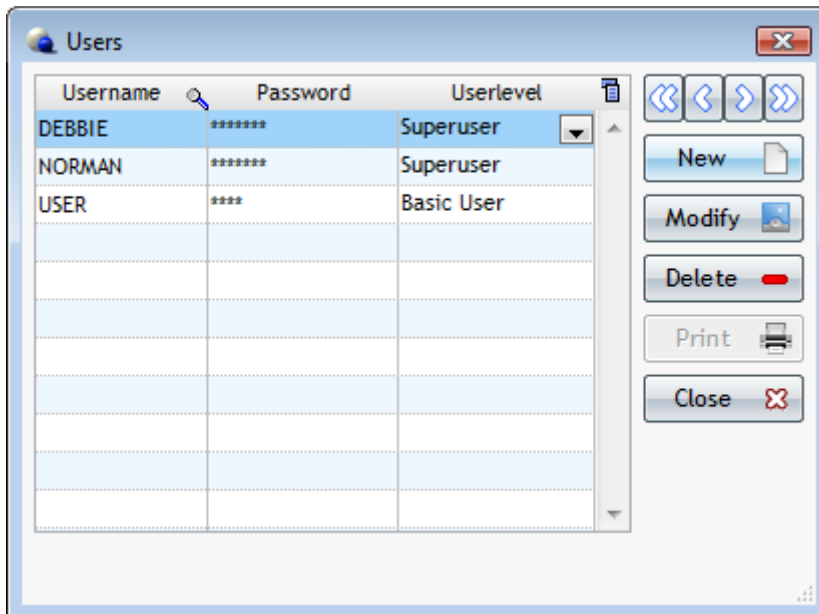 Users
Username Password Userlevel
DEBBIE ******* Superuser
NORMAN ******* Superuser
USER **** Basic User
New
Modify
Delete
Print
Close